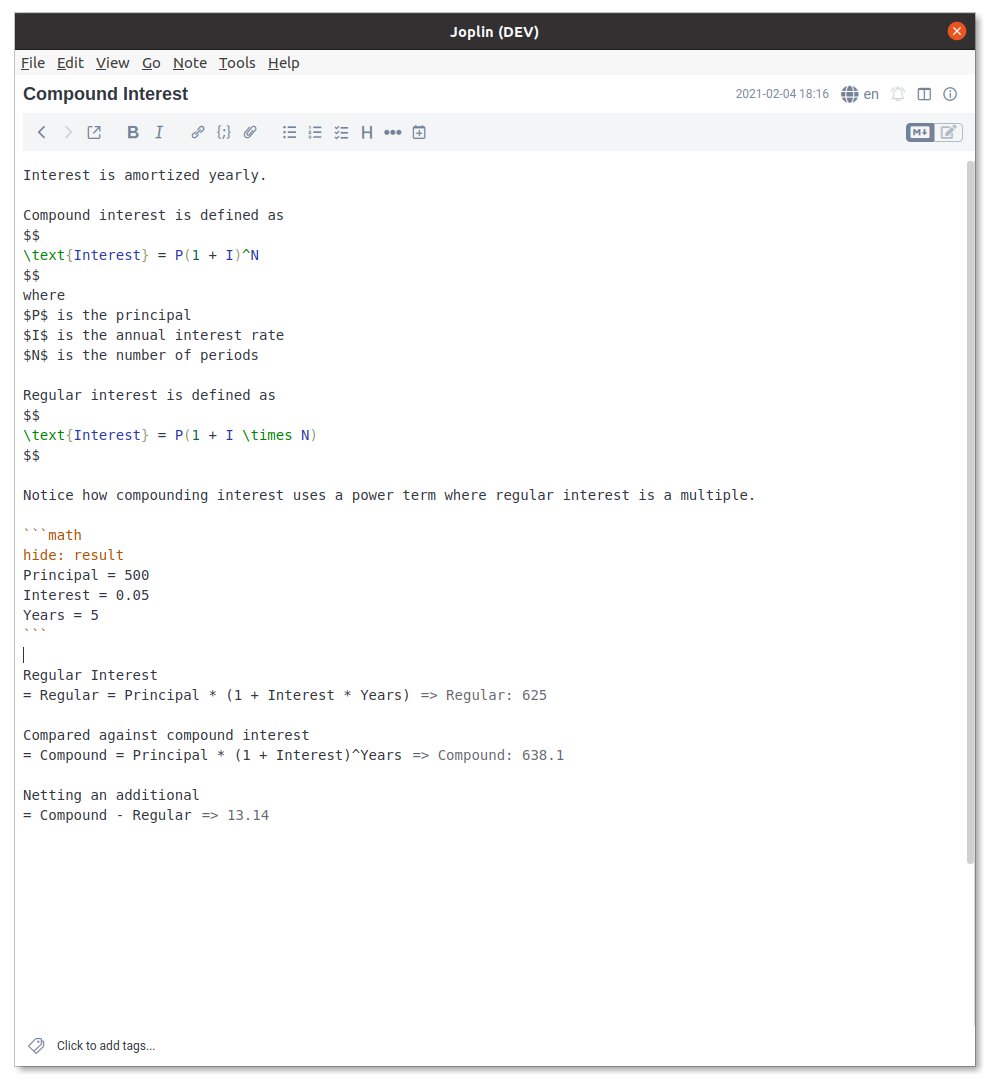 Joplin (DEV)
File Edit View Go Note Tools Help
Compound Interest
2021-02-04 18:16 en
B I H
M
Interest is amortized yearly.
Compound interest is defined as
$$
\text{Interest} = P(1 + I)^N
$$
where
$P$ is the principal
$I$ is the annual interest rate
$N$ is the number of periods
Regular interest is defined as
$$
\text{Interest} = P(1 + I \times N)
$$
Notice how compounding interest uses a power term where regular interest is a multiple.
```math
hide: result
Principal = 500
Interest = 0.05
Years = 5
```
Regular Interest
= Regular = Principal * (1 + Interest * Years) => Regular: 625
Compared against compound interest
= Compound = Principal * (1 + Interest)^Years => Compound: 638.1
Netting an additional
= Compound - Regular => 13.14
Click to add tags...